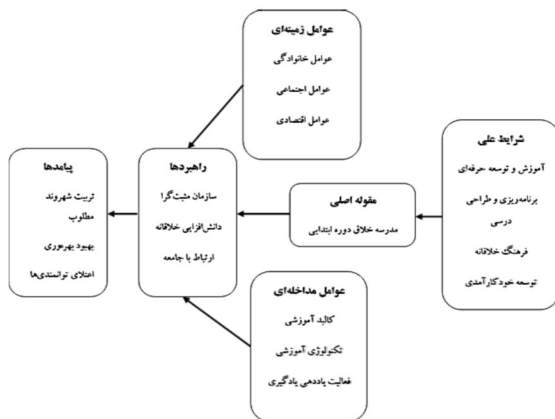 عوامل زمینه‌ای
عوامل خانوادگی
عوامل اجتماعی
عوامل اقتصادی
شرایط علی
آموزش و توسعه حرفه‌ای
برنامه‌ریزی و طراحی
درسی
فرهنگ خلاقانه
توسعه خودکارآمدی
مقوله اصلی
مدرسه خلاق دوره ابتدایی
راهبردها
سازمان مثبت‌گرا
دانش‌افزایی خلاقانه
ارتباط با جامعه
پیامدها
تربیت شهروند
مطلوب
بهبود بهره‌وری
اعتلای توانمندی‌ها
عوامل مداخله‌ای
کالبد آموزشی
تکنولوژی آموزشی
فعالیت یاددهی یادگیری